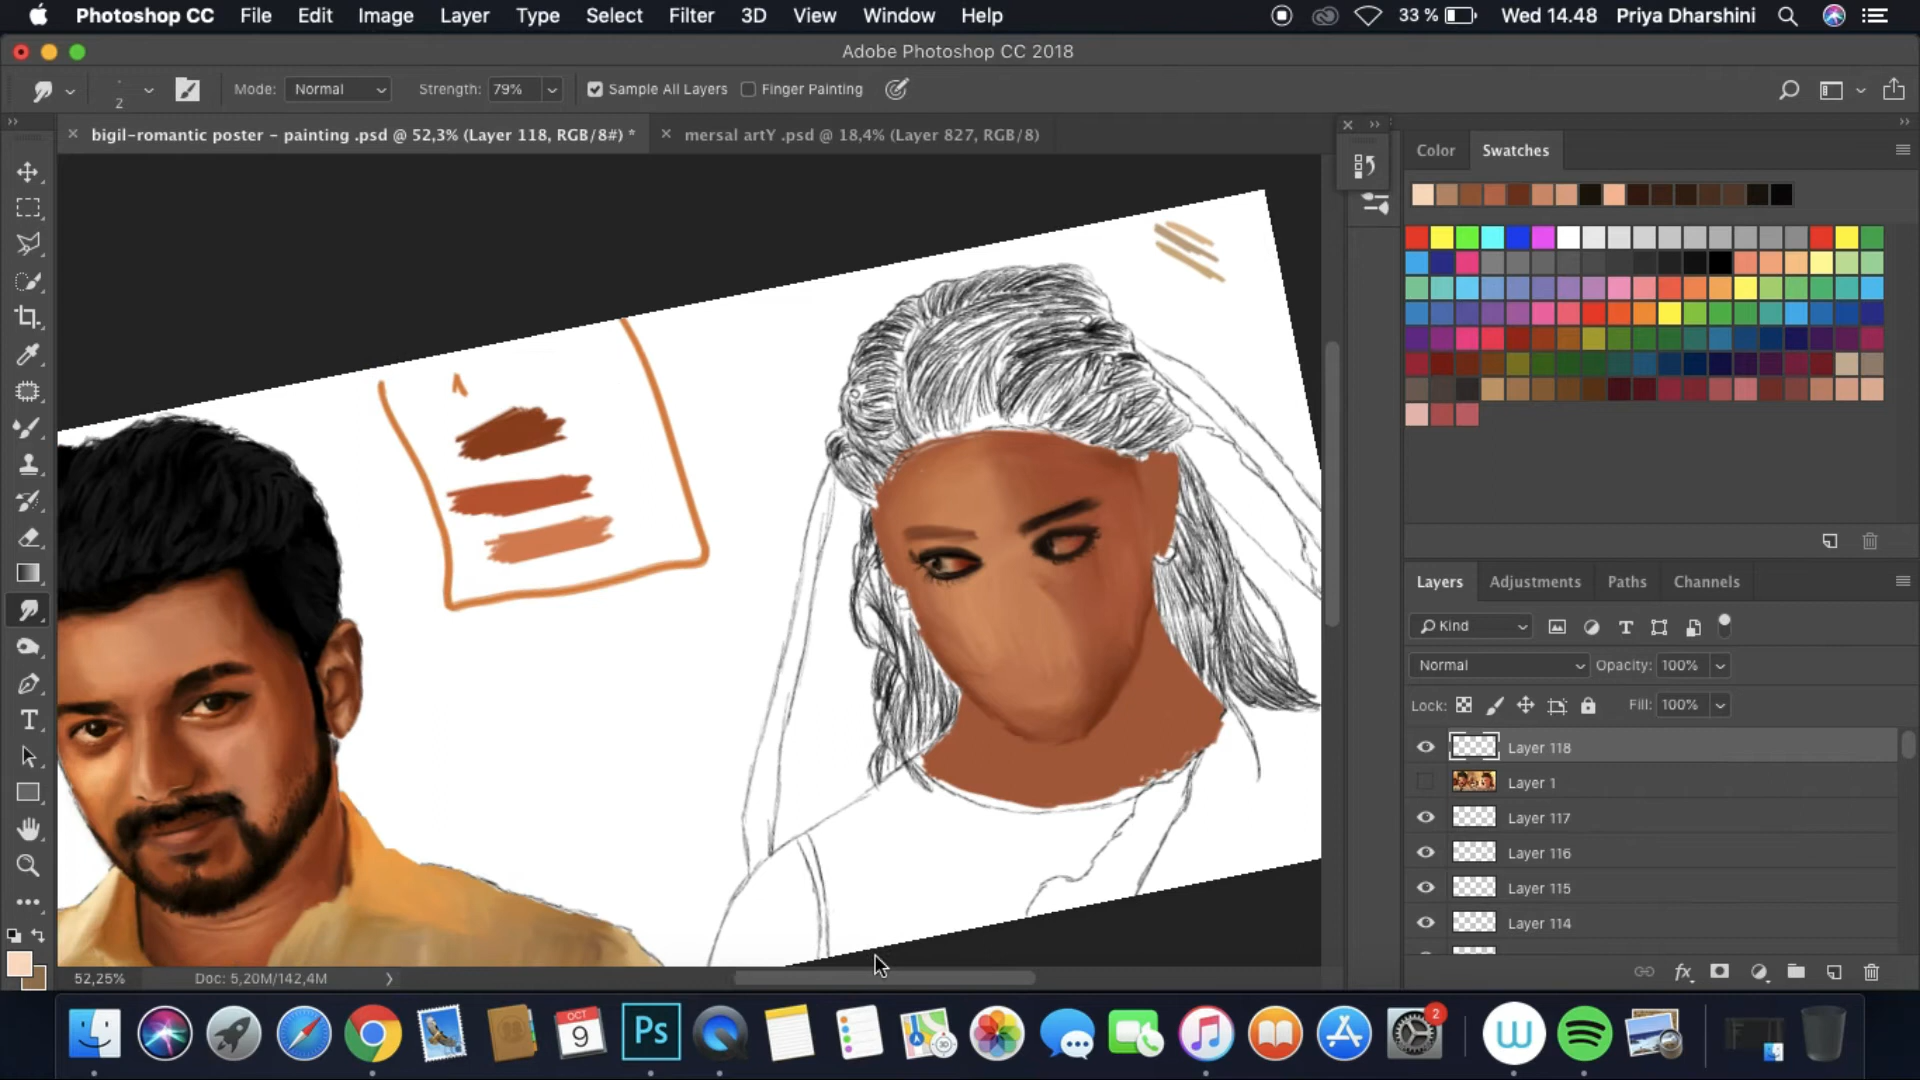 Photoshop CC File Edit Image Layer Type Select Filter 3D View Window Help 33 % Wed 14.48 Priya Dharshini
Adobe Photoshop CC 2018
2 Mode: Normal Strength: 79% Sample All Layers Finger Painting
bigil-romantic poster - painting .psd @ 52,3% (Layer 118, RGB/8#) * mersal artY .psd @ 18,4% (Layer 827, RGB/8)
Color Swatches
Layers Adjustments Paths Channels
Kind
Normal Opacity: 100%
Lock: Fill: 100%
Layer 118
Layer 1
Layer 117
Layer 116
Layer 115
Layer 114
52,25% Doc: 5,20M/142,4M
OCT
9
Ps
2